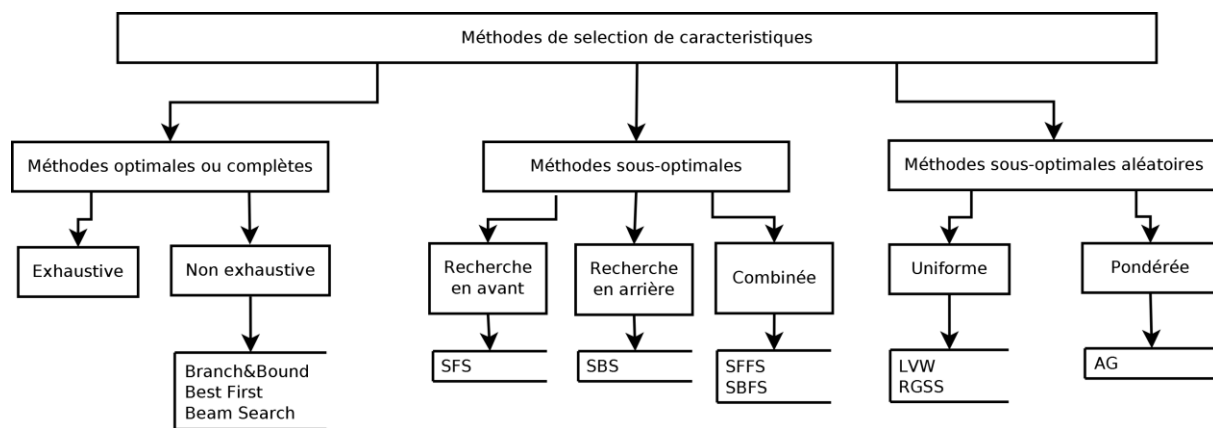 Méthodes de selection de caracteristiques
Méthodes optimales ou complètes
Méthodes sous-optimales
Méthodes sous-optimales aléatoires
Exhaustive
Non exhaustive
Recherche
en avant
Recherche
en arrière
Combinée
Uniforme
Pondérée
Branch&Bound
Best First
Beam Search
SFS
SBS
SFFS
SBFS
LVW
RGSS
AG